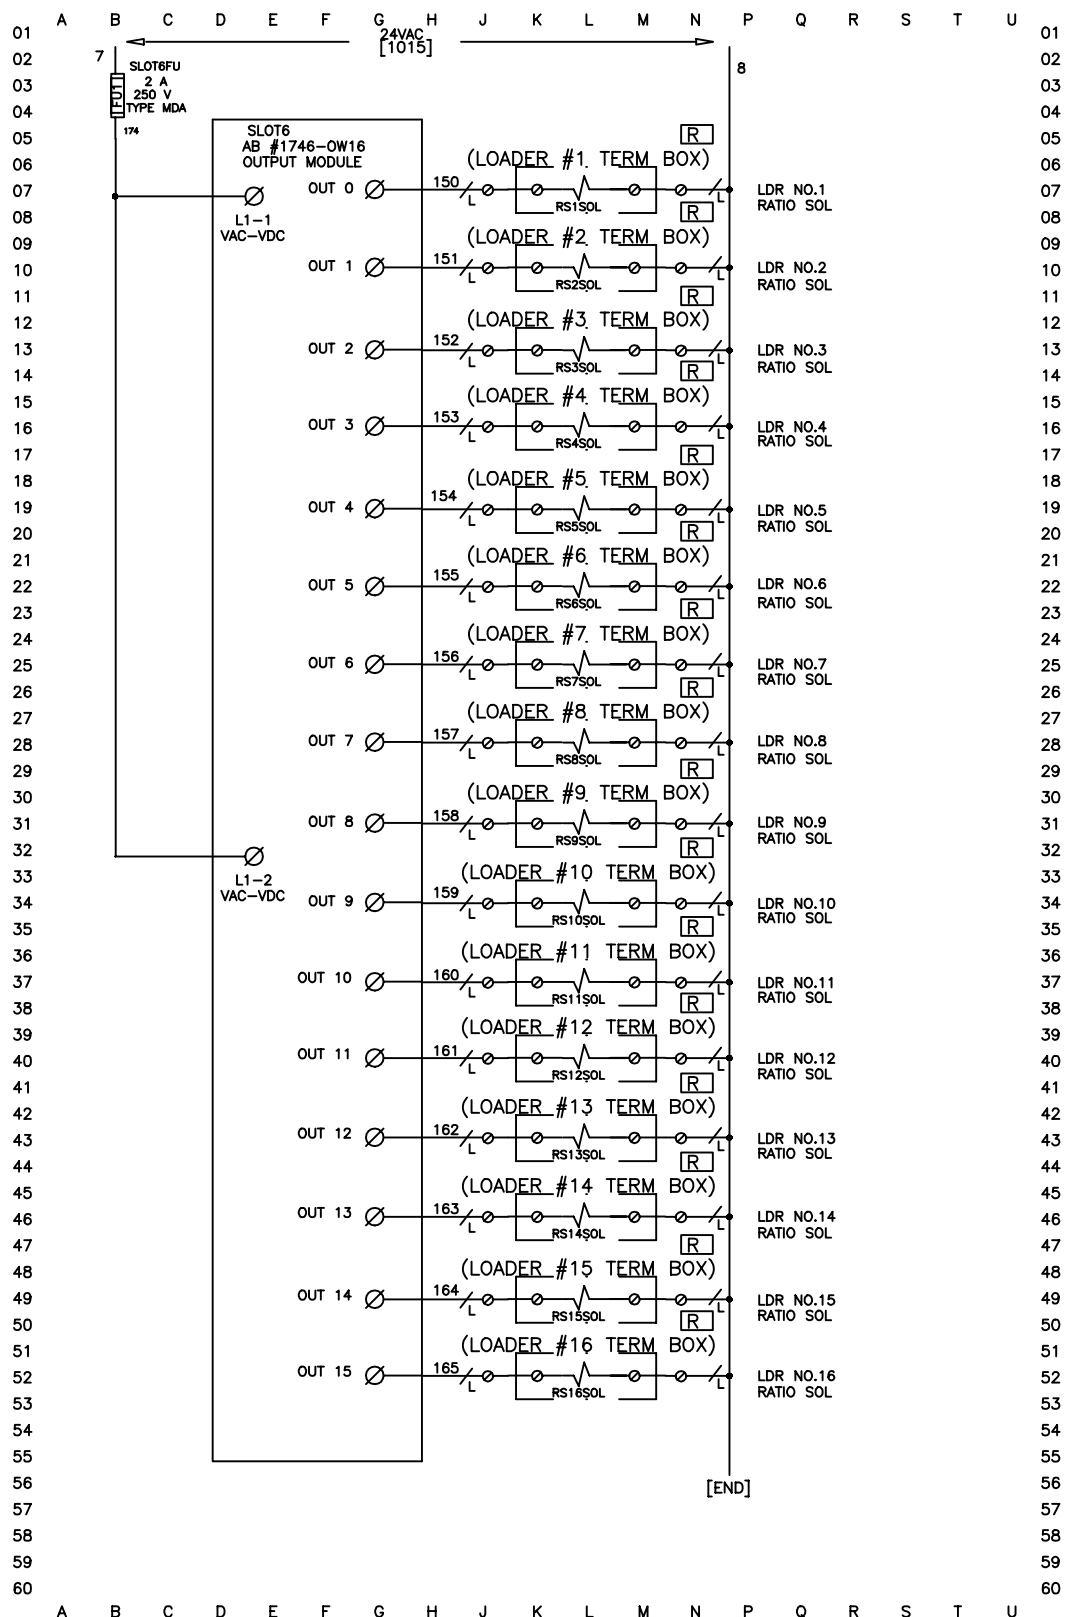 A B C D E F G H J K L M N P Q R S T U
01 24VAC 01
[1015]
02 7 8 02
SLOT6FU
03 2 A 03
FU1 250 V
04 TYPE MDA 04
174
05 SLOT6 R 05
AB #1746-OW16
OUTPUT MODULE
06 (LOADER #1 TERM BOX) 06
07 OUT 0 150 L L LDR NO.1 07
RS1SOL RATIO SOL
08 L1-1 R 08
VAC-VDC
09 (LOADER #2 TERM BOX) 09
10 OUT 1 151 L L LDR NO.2 10
RS2SOL RATIO SOL
11 R 11
12 (LOADER #3 TERM BOX) 12
13 OUT 2 152 L L LDR NO.3 13
RS3SOL RATIO SOL
14 R 14
15 (LOADER #4 TERM BOX) 15
16 OUT 3 153 L L LDR NO.4 16
RS4SOL RATIO SOL
17 R 17
18 (LOADER #5 TERM BOX) 18
19 OUT 4 154 L L LDR NO.5 19
RS5SOL RATIO SOL
20 R 20
21 (LOADER #6 TERM BOX) 21
22 OUT 5 155 L L LDR NO.6 22
RS6SOL RATIO SOL
23 R 23
24 (LOADER #7 TERM BOX) 24
25 OUT 6 156 L L LDR NO.7 25
RS7SOL RATIO SOL
26 R 26
27 (LOADER #8 TERM BOX) 27
28 OUT 7 157 L L LDR NO.8 28
RS8SOL RATIO SOL
29 R 29
30 (LOADER #9 TERM BOX) 30
31 OUT 8 158 L L LDR NO.9 31
RS9SOL RATIO SOL
32 R 32
33 L1-2 (LOADER #10 TERM BOX) 33
VAC-VDC
34 OUT 9 159 L L LDR NO.10 34
RS10SOL RATIO SOL
35 R 35
36 (LOADER #11 TERM BOX) 36
37 OUT 10 160 L L LDR NO.11 37
RS11SOL RATIO SOL
38 R 38
39 (LOADER #12 TERM BOX) 39
40 OUT 11 161 L L LDR NO.12 40
RS12SOL RATIO SOL
41 R 41
42 (LOADER #13 TERM BOX) 42
43 OUT 12 162 L L LDR NO.13 43
RS13SOL RATIO SOL
44 R 44
45 (LOADER #14 TERM BOX) 45
46 OUT 13 163 L L LDR NO.14 46
RS14SOL RATIO SOL
47 R 47
48 (LOADER #15 TERM BOX) 48
49 OUT 14 164 L L LDR NO.15 49
RS15SOL RATIO SOL
50 R 50
51 (LOADER #16 TERM BOX) 51
52 OUT 15 165 L L LDR NO.16 52
RS16SOL RATIO SOL
53 53
54 54
55 55
56 [END] 56
57 57
58 58
59 59
60 60
A B C D E F G H J K L M N P Q R S T U